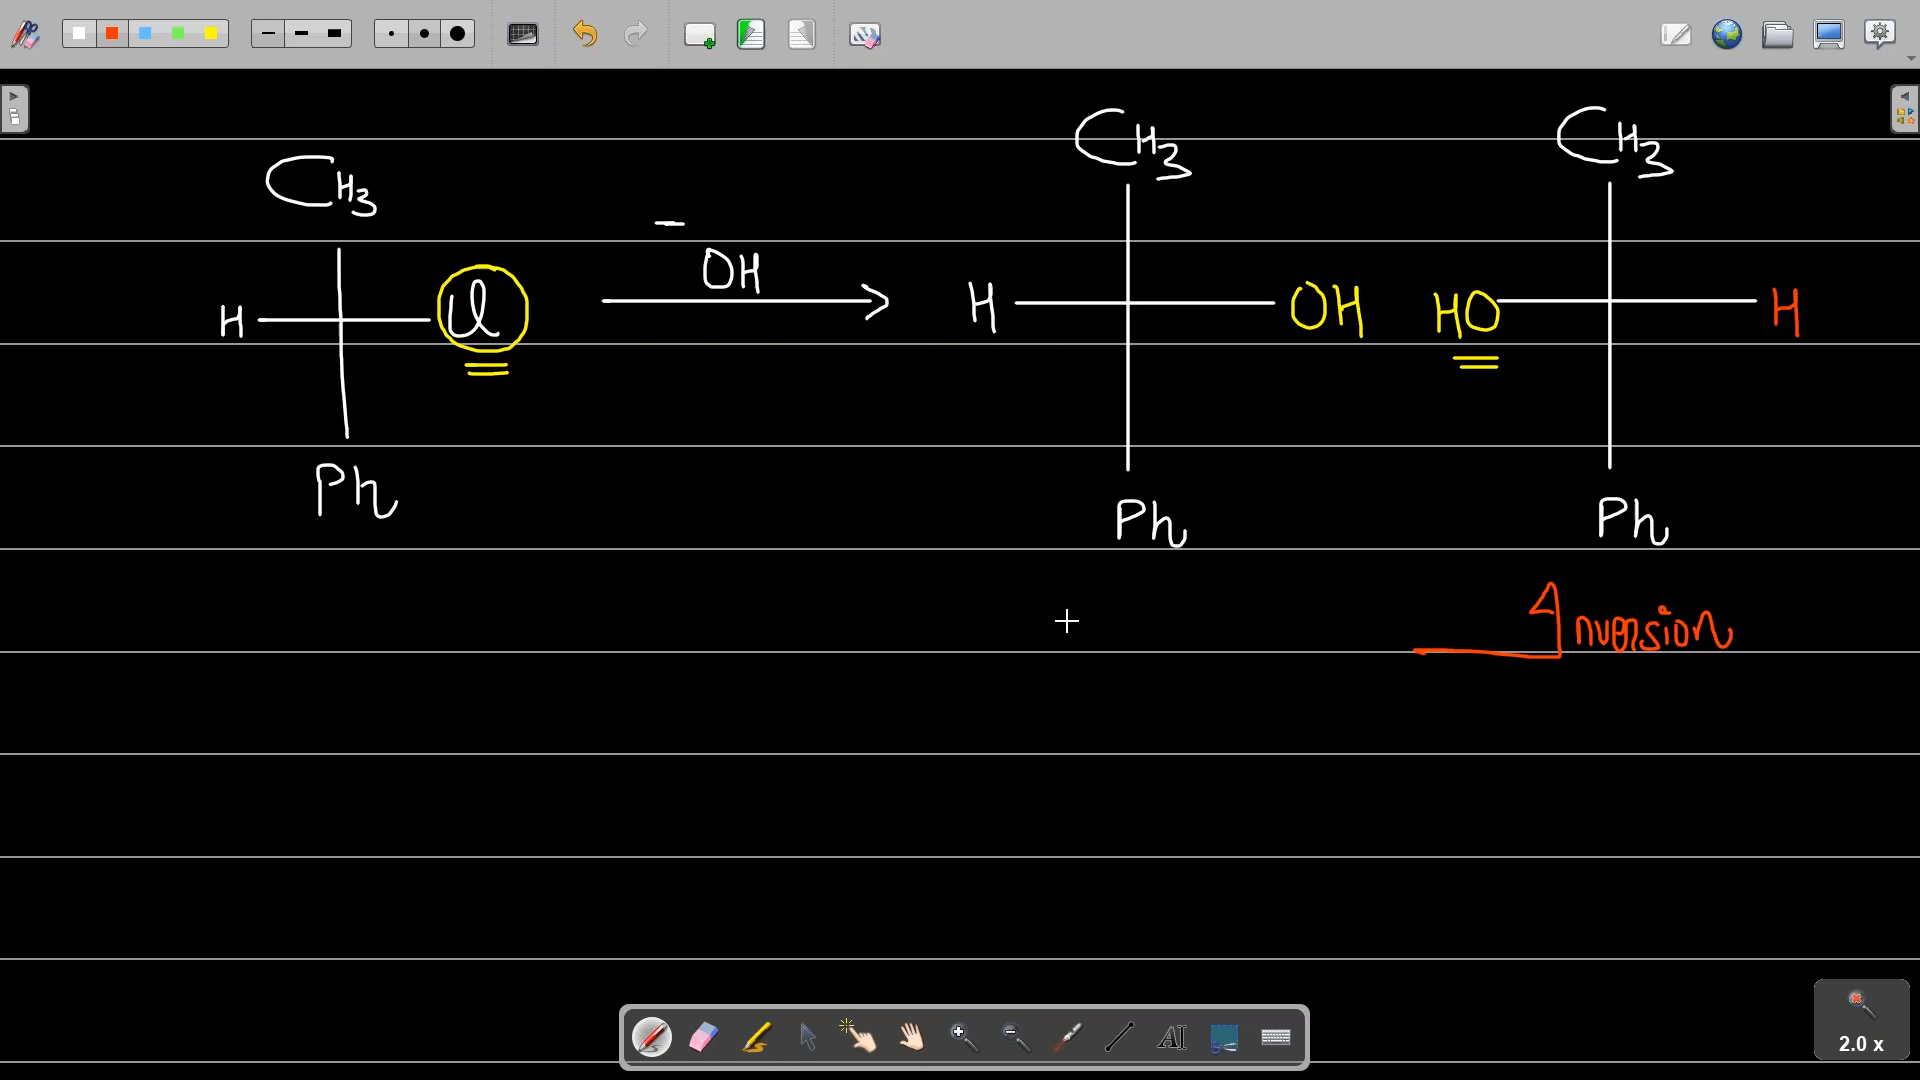 CH3 CH3
CH3
-
OH
H Cl H OH HO H
Ph Ph Ph
Inversion
2.0 x